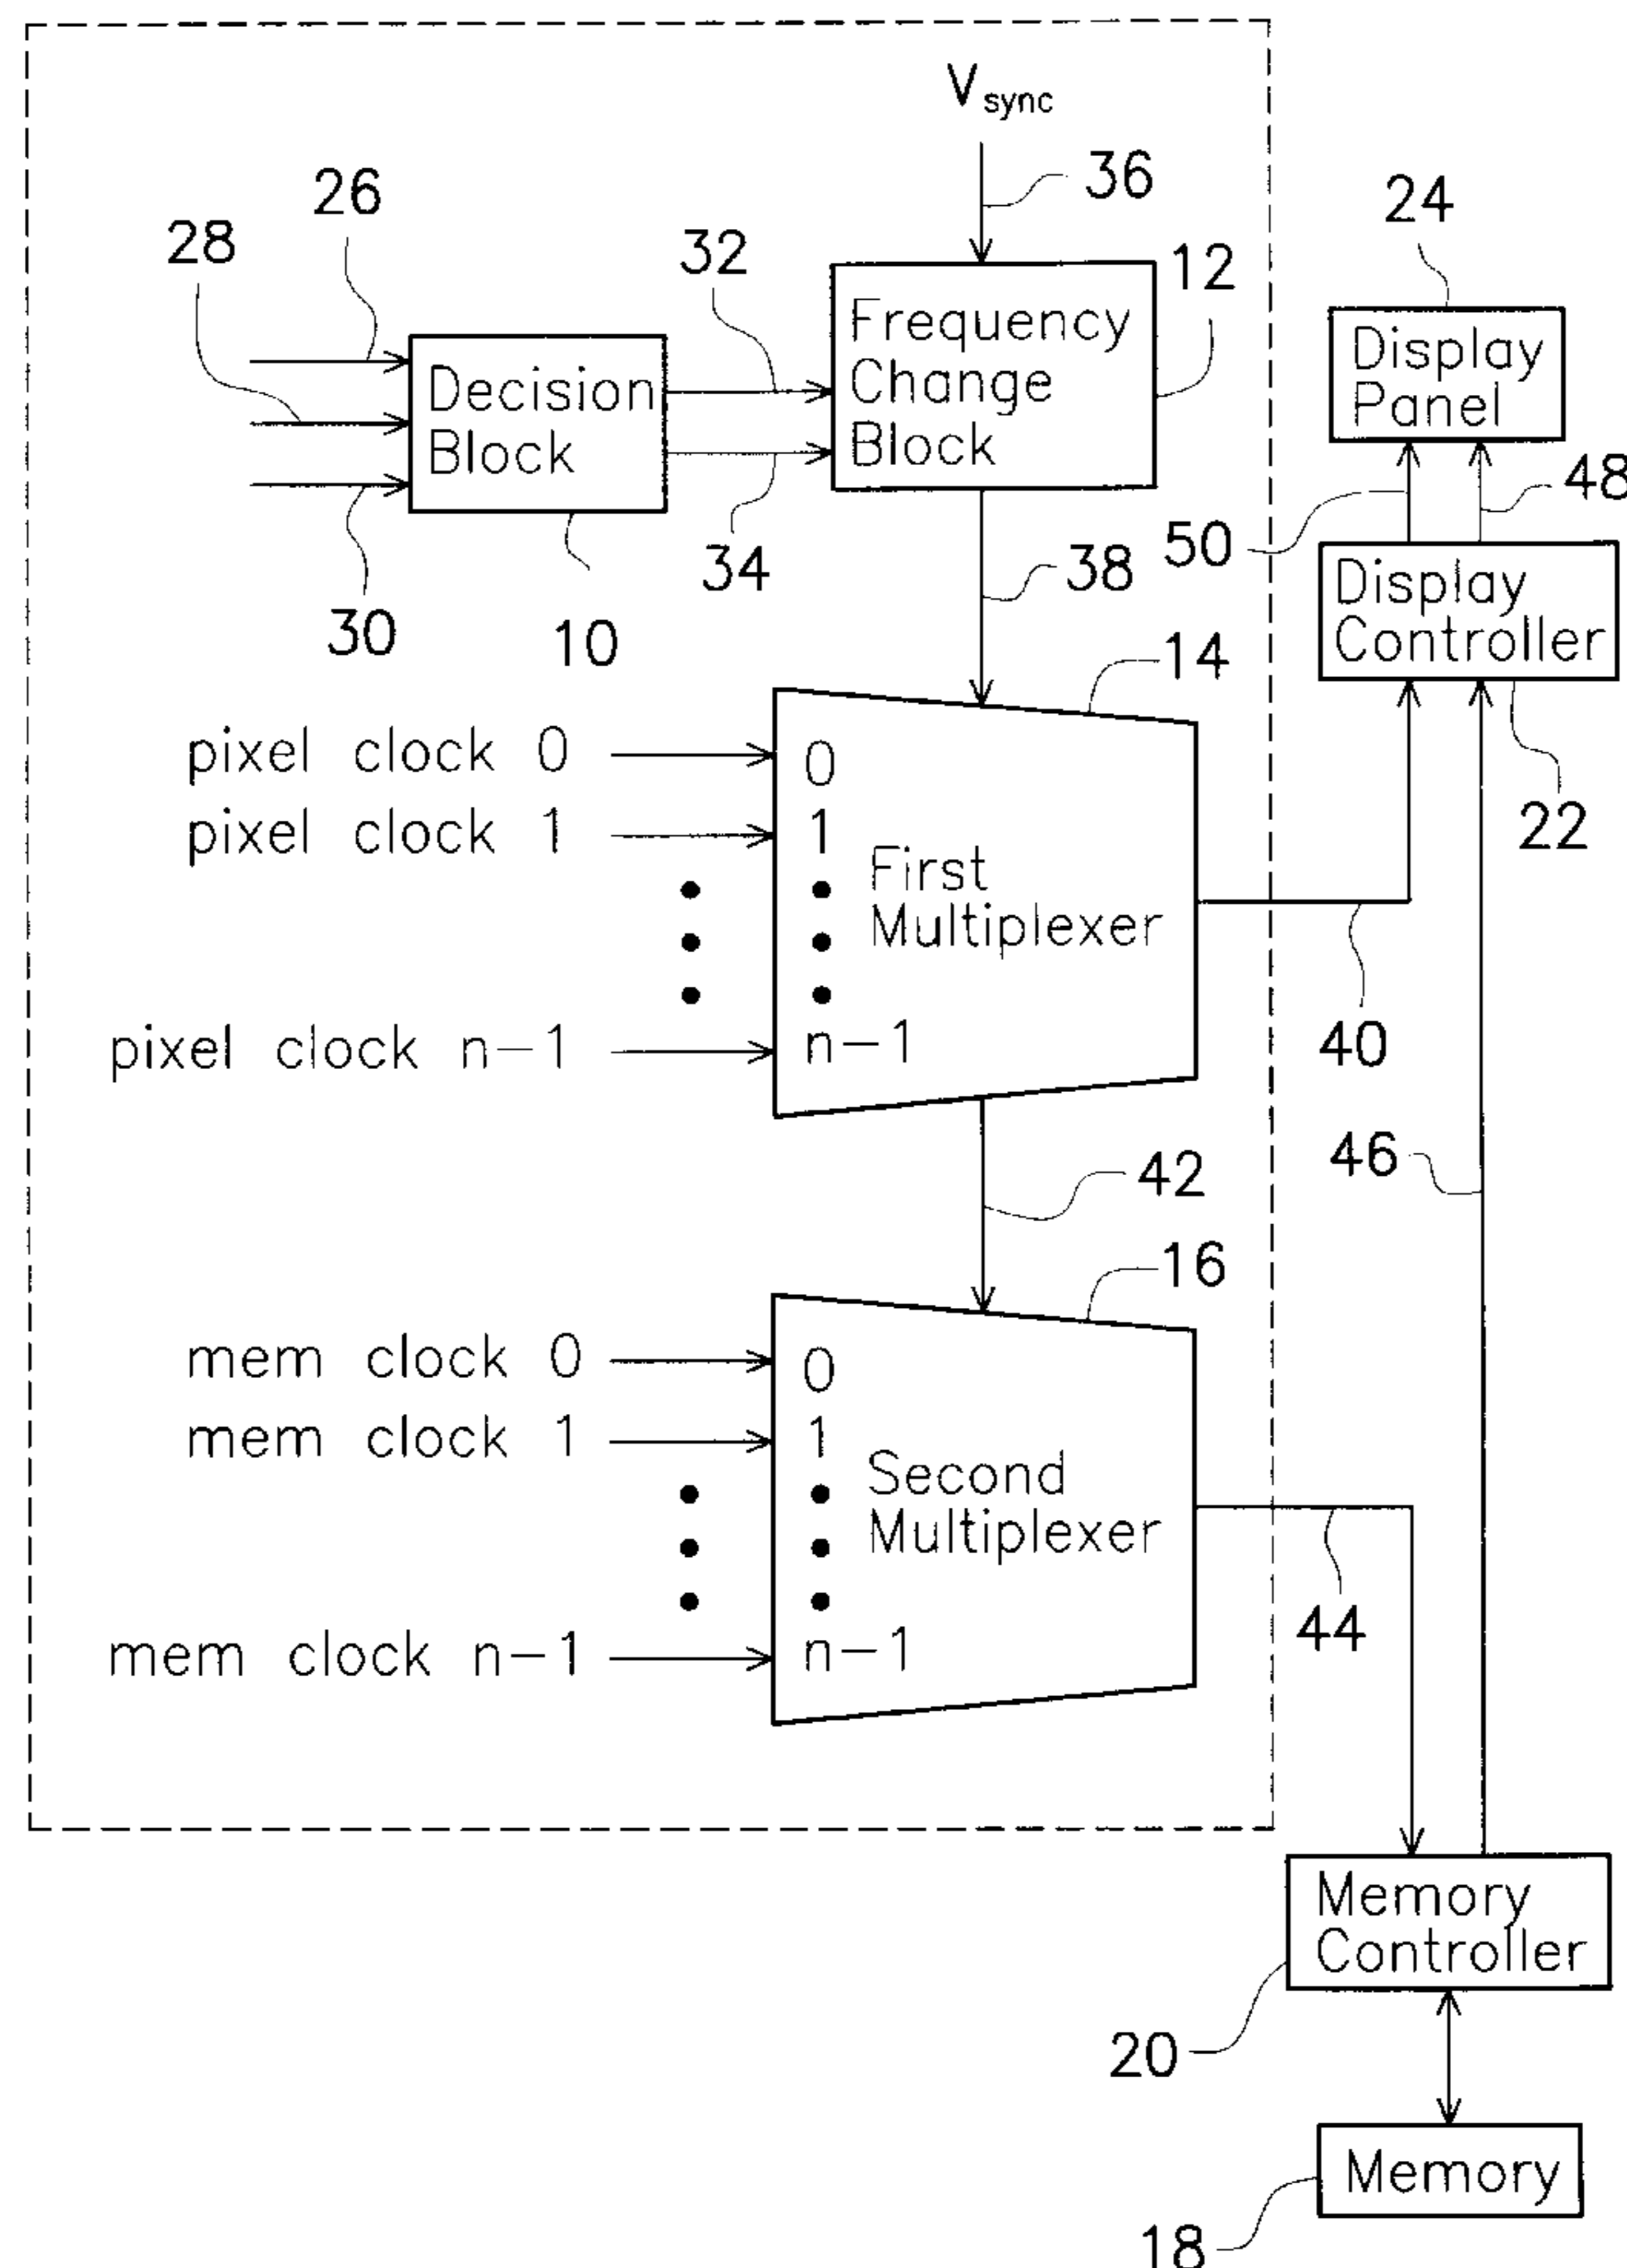 Vsync
36
26
28
32
24
12
Frequency
Change
Block
Display
Panel
Decision
Block
48
50
34
38
30
10
Display
Controller
14
pixel clock 0
0
22
pixel clock 1
1
First
Multiplexer
40
pixel clock n-1
n-1
46
42
16
mem clock 0
0
mem clock 1
1
Second
Multiplexer
44
mem clock n-1
n-1
Memory
Controller
20
Memory
18